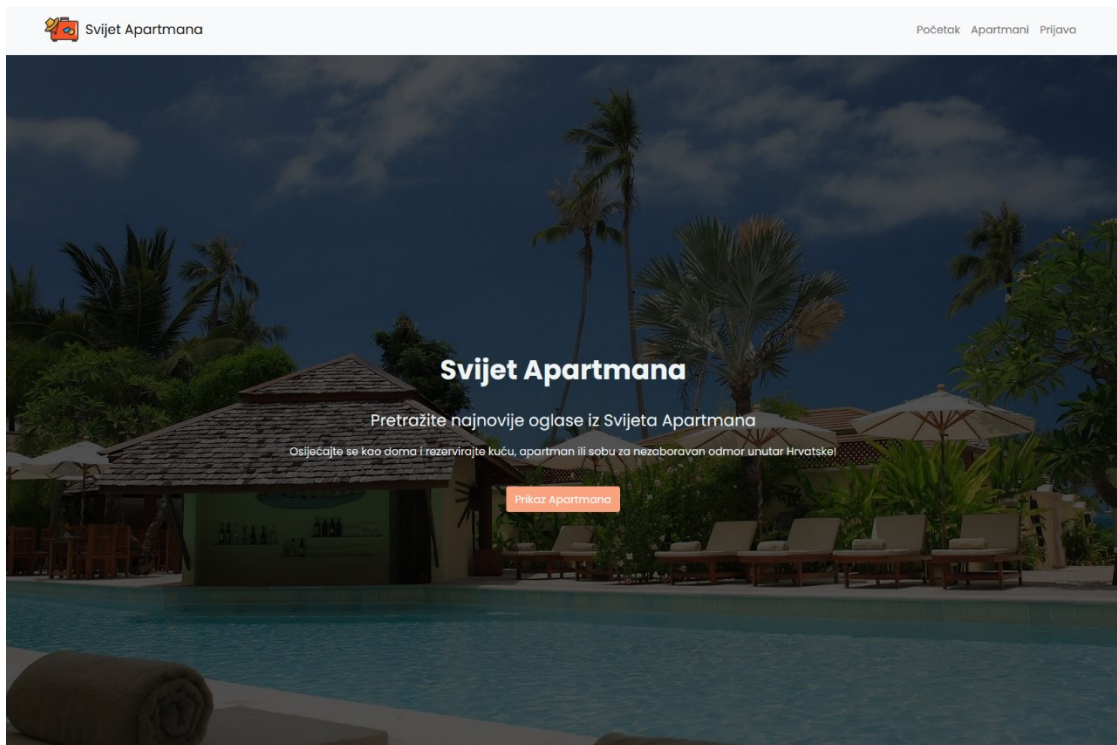 Svijet Apartmana
Početak Apartmani Prijava
Svijet Apartmana
Pretražite najnovije oglase iz Svijeta Apartmana
Osijećajte se kao doma i rezervirajte kuću, apartman ili sobu za nezaboravan odmor unutar Hrvatske!
Prikaz Apartmana